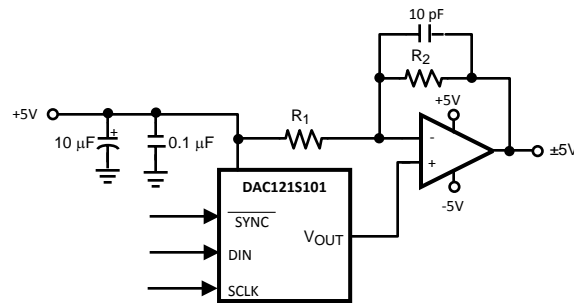 10 pF
R2
+5V
R1
+5V
10 μF
+
0.1 μF
-
+
±5V
-5V
DAC121S101
SYNC
VOUT
DIN
SCLK